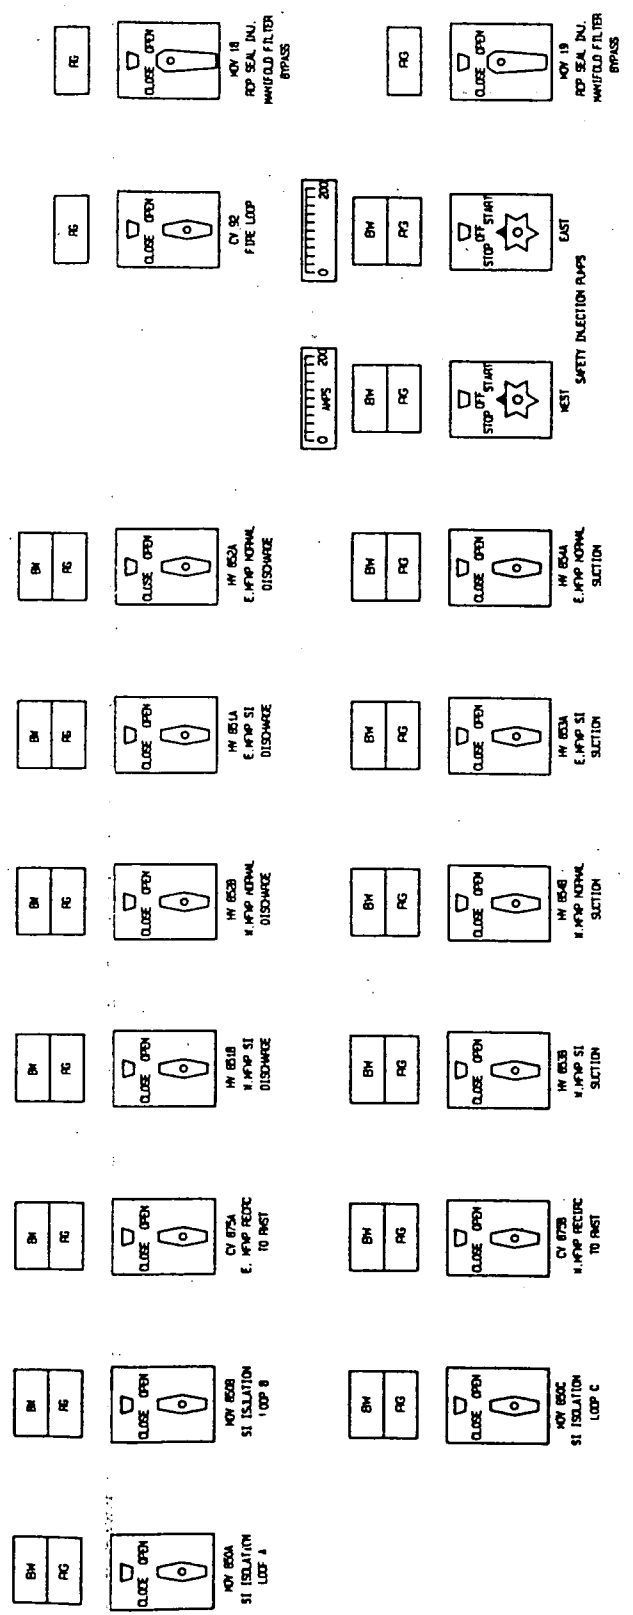 BW
RG
CLOSE OPEN
MOV 850A
SI ISOLATION
LOOP A
BW
RG
CLOSE OPEN
MOV 850B
SI ISOLATION
LOOP B
BW
RG
CLOSE OPEN
CV 875A
E. MFWP RECIRC
TO RWST
BW
RG
CLOSE OPEN
HV 851B
W.MFWP SI
DISCHARGE
BW
RG
CLOSE OPEN
HV 852B
W.MFWP NORMAL
DISCHARGE
BW
RG
CLOSE OPEN
HV 851A
E.MFWP SI
DISCHARGE
BW
RG
CLOSE OPEN
HV 852A
E.MFWP NORMAL
DISCHARGE
RG
CLOSE OPEN
CV 92
FIRE LOOP
RG
CLOSE OPEN
MOV 18
RCP SEAL INJ.
MANIFOLD FILTER
BYPASS
BW
RG
CLOSE OPEN
MOV 850C
SI ISOLATION
LOOP C
BW
RG
CLOSE OPEN
CV 875B
W.MFWP RECIRC
TO RWST
BW
RG
CLOSE OPEN
HV 853B
W.MFWP SI
SUCTION
BW
RG
CLOSE OPEN
HV 854B
W.MFWP NORMAL
SUCTION
BW
RG
CLOSE OPEN
HV 853A
E.MFWP SI
SUCTION
BW
RG
CLOSE OPEN
HV 854A
E.MFWP NORMAL
SUCTION
0 AMPS 200
BW
RG
OFF
STOP START
WEST
0 200
BW
RG
OFF
STOP START
EAST
SAFETY INJECTION PUMPS
RG
CLOSE OPEN
MOV 19
RCP SEAL INJ.
MANIFOLD FILTER
BYPASS